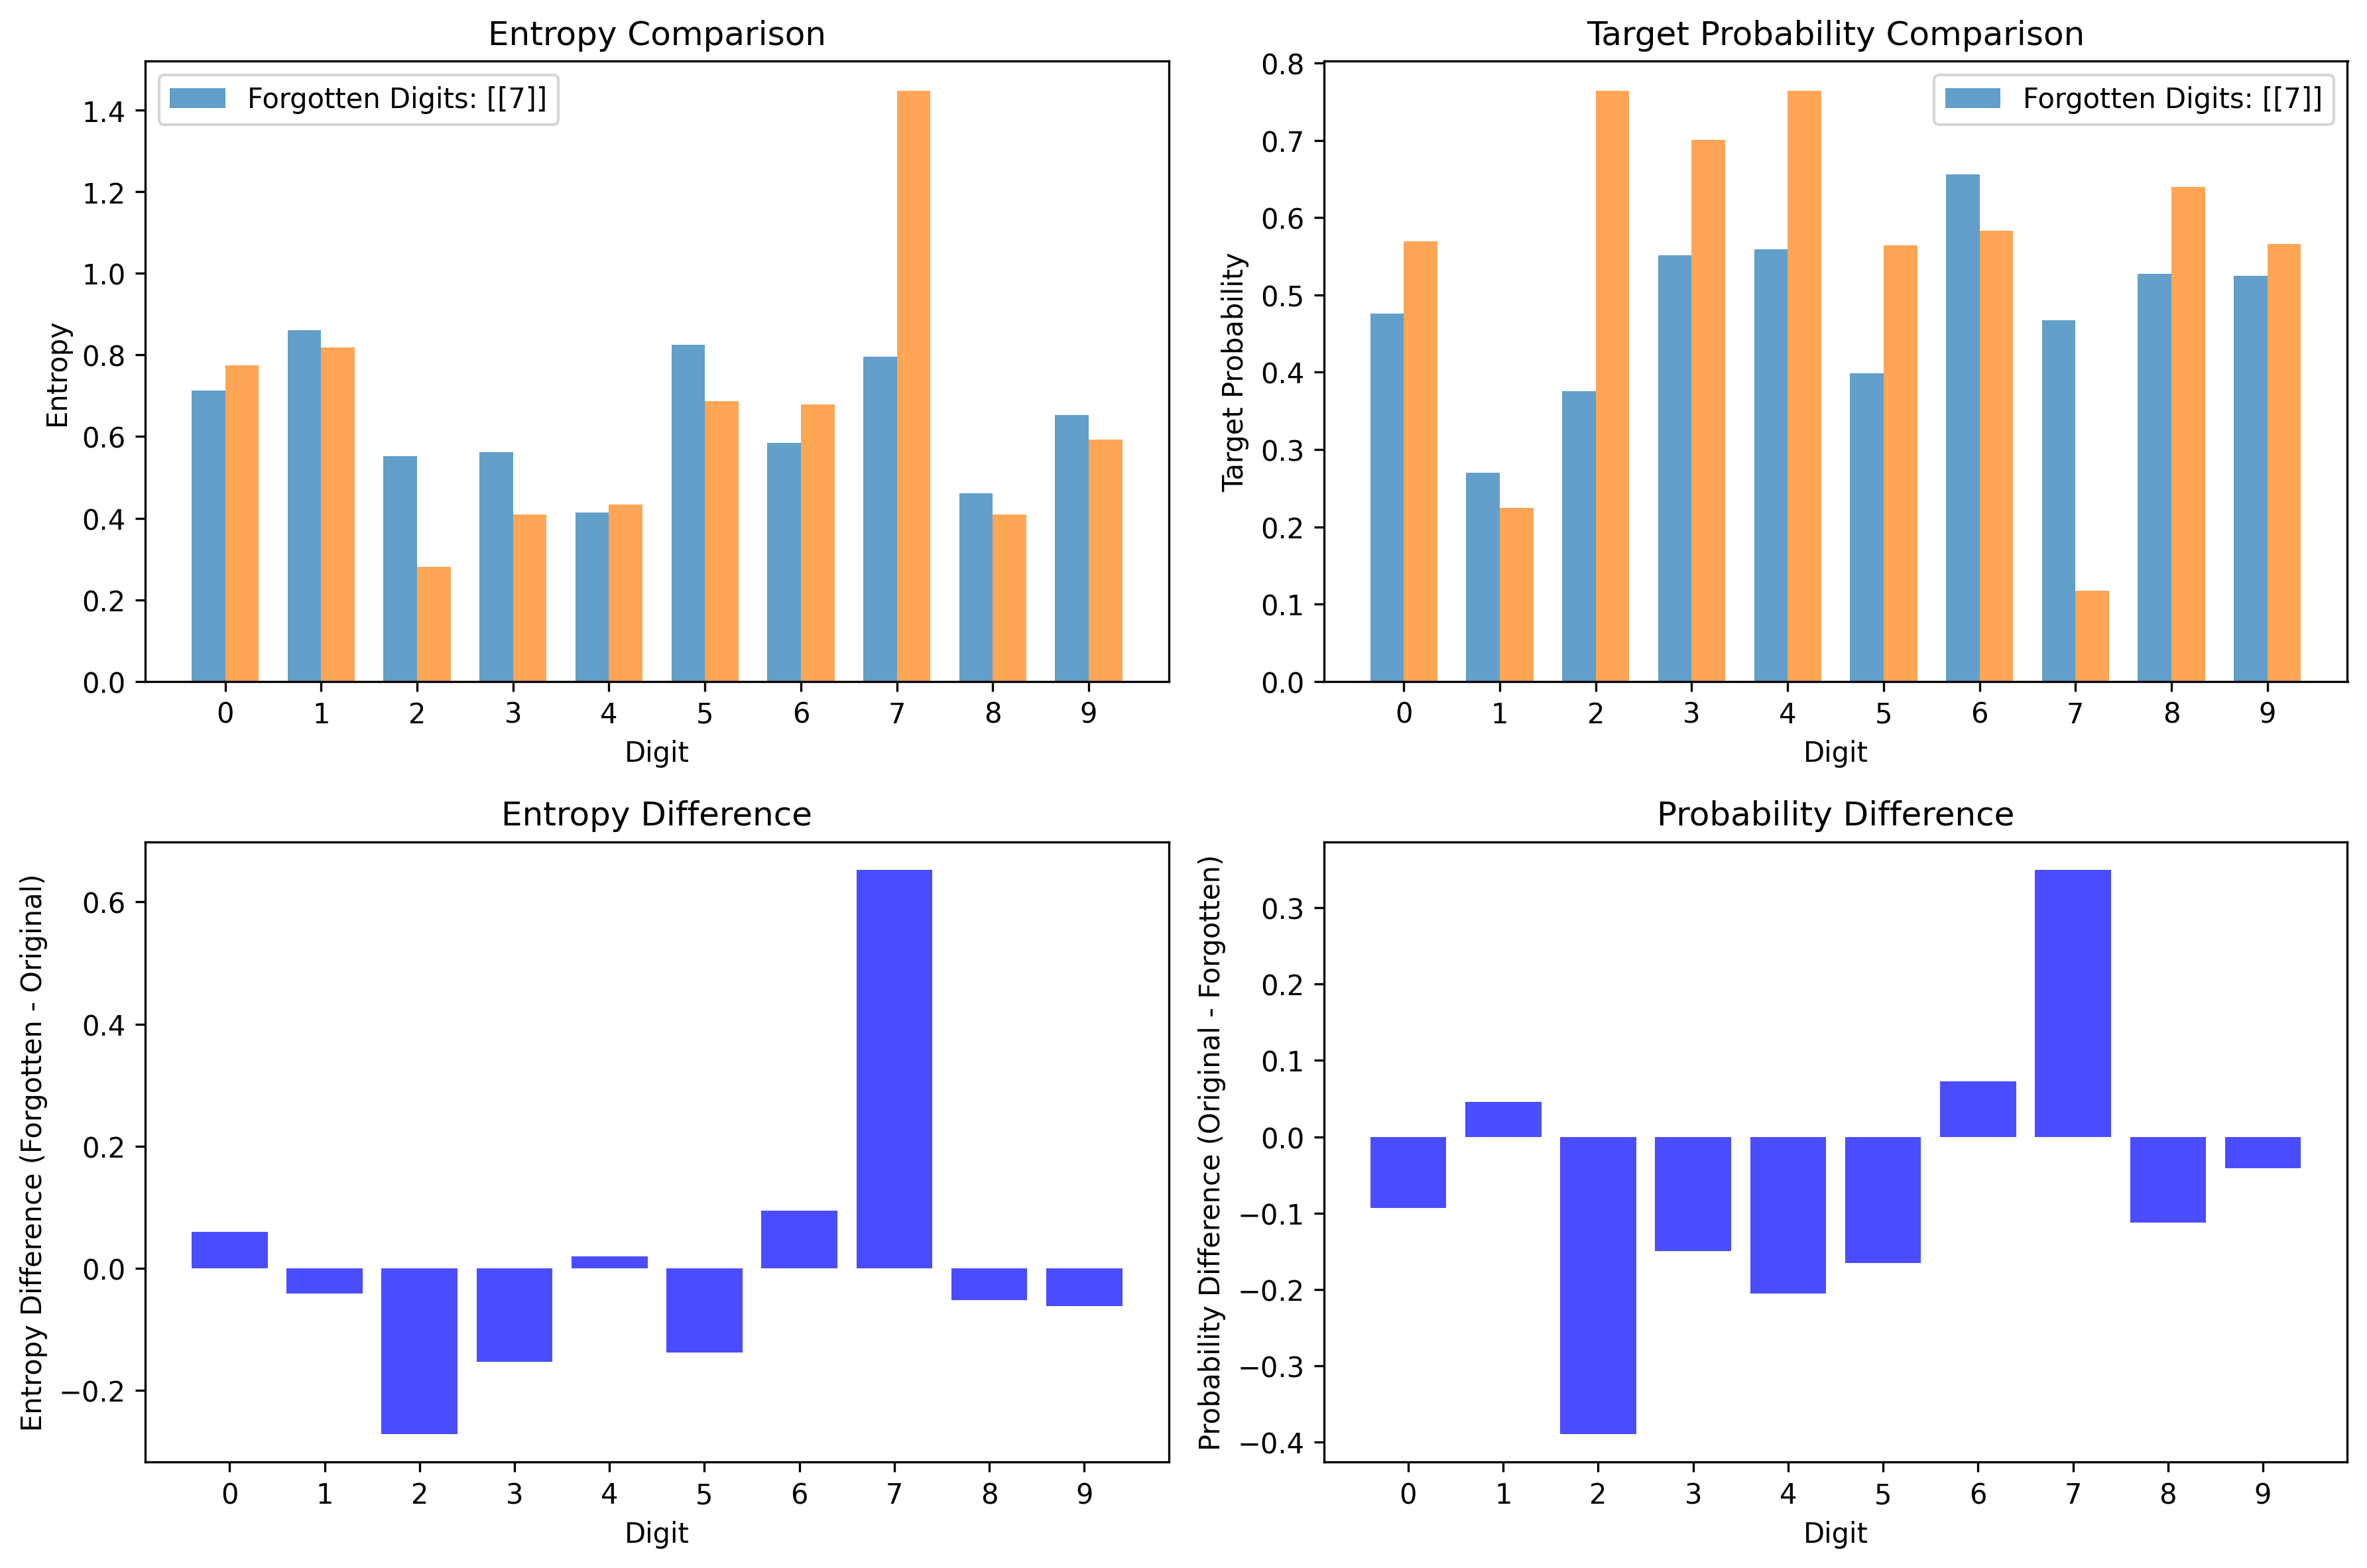 Entropy Comparison
Forgotten Digits: [[7]]
Entropy
1.4
1.2
1.0
0.8
0.6
0.4
0.2
0.0
0 1 2 3 4 5 6 7 8 9
Digit
Target Probability Comparison
Forgotten Digits: [[7]]
Target Probability
0.8
0.7
0.6
0.5
0.4
0.3
0.2
0.1
0.0
0 1 2 3 4 5 6 7 8 9
Digit
Entropy Difference
Entropy Difference (Forgotten - Original)
0.6
0.4
0.2
0.0
−0.2
0 1 2 3 4 5 6 7 8 9
Digit
Probability Difference
Probability Difference (Original - Forgotten)
0.3
0.2
0.1
0.0
−0.1
−0.2
−0.3
−0.4
0 1 2 3 4 5 6 7 8 9
Digit